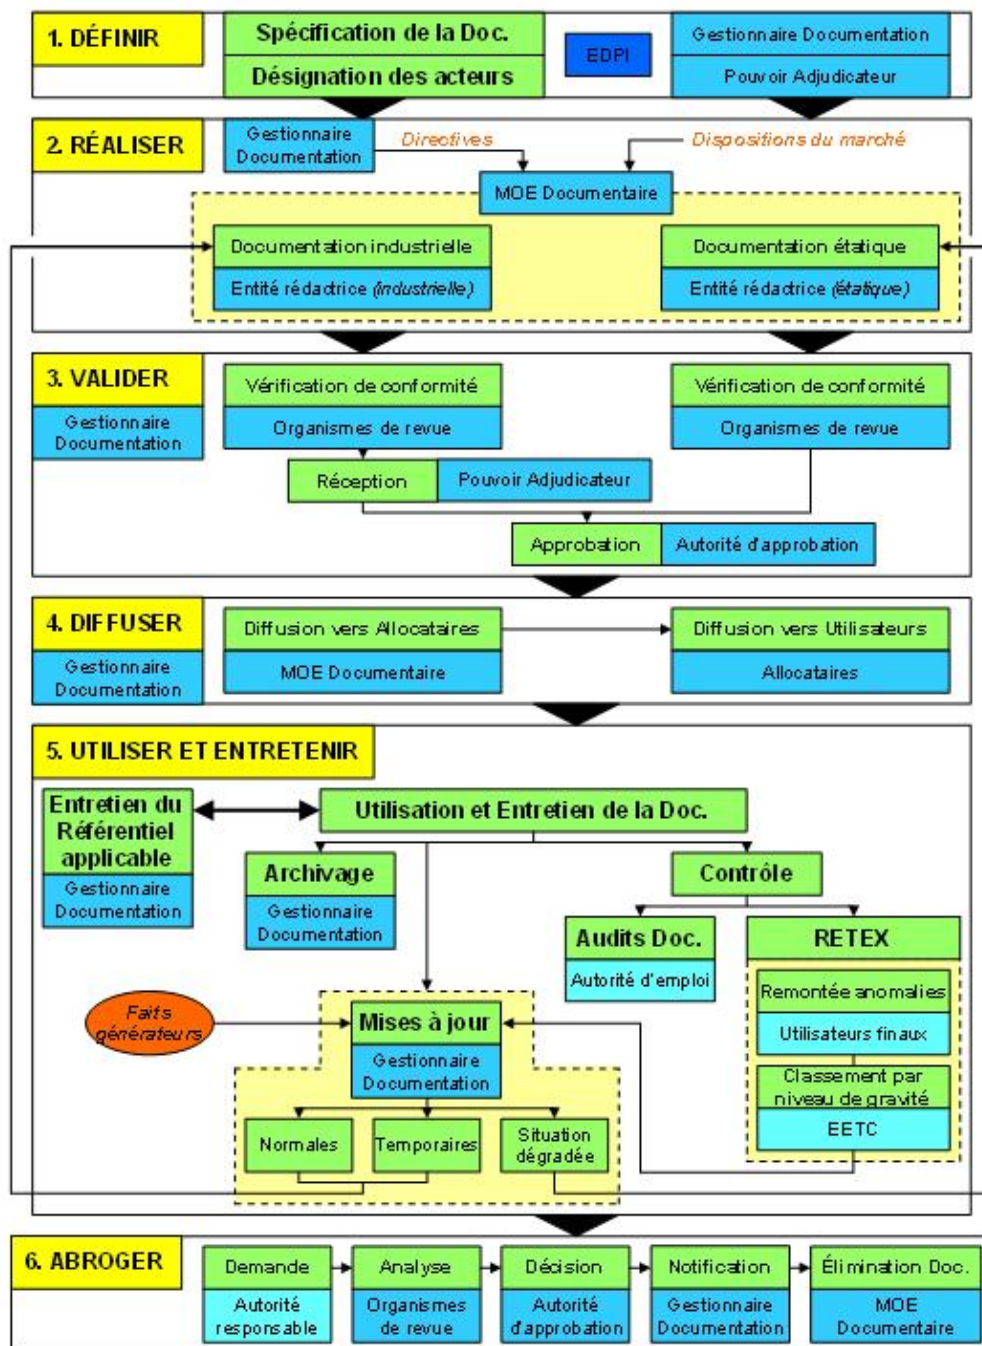 1. DÉFINIR
Spécification de la Doc.
Désignation des acteurs
EDPI
Gestionnaire Documentation
Pouvoir Adjudicateur
2. RÉALISER
Gestionnaire
Documentation
Directives
Dispositions du marché
MOE Documentaire
Documentation industrielle
Entité rédactrice (industrielle)
Documentation étatique
Entité rédactrice (étatique)
3. VALIDER
Gestionnaire
Documentation
Vérification de conformité
Organismes de revue
Vérification de conformité
Organismes de revue
Réception
Pouvoir Adjudicateur
Approbation
Autorité d'approbation
4. DIFFUSER
Gestionnaire
Documentation
Diffusion vers Allocataires
MOE Documentaire
Diffusion vers Utilisateurs
Allocataires
5. UTILISER ET ENTRETENIR
Entretien du
Référentiel
applicable
Gestionnaire
Documentation
Utilisation et Entretien de la Doc.
Archivage
Gestionnaire
Documentation
Contrôle
Audits Doc.
Autorité d'emploi
RETEX
Remontée anomalies
Utilisateurs finaux
Classement par
niveau de gravité
EETC
Faits
générateurs
Mises à jour
Gestionnaire
Documentation
Normales
Temporaires
Situation
dégradée
6. ABROGER
Demande
Autorité
responsable
Analyse
Organismes
de revue
Décision
Autorité
d'approbation
Notification
Gestionnaire
Documentation
Élimination Doc.
MOE
Documentaire